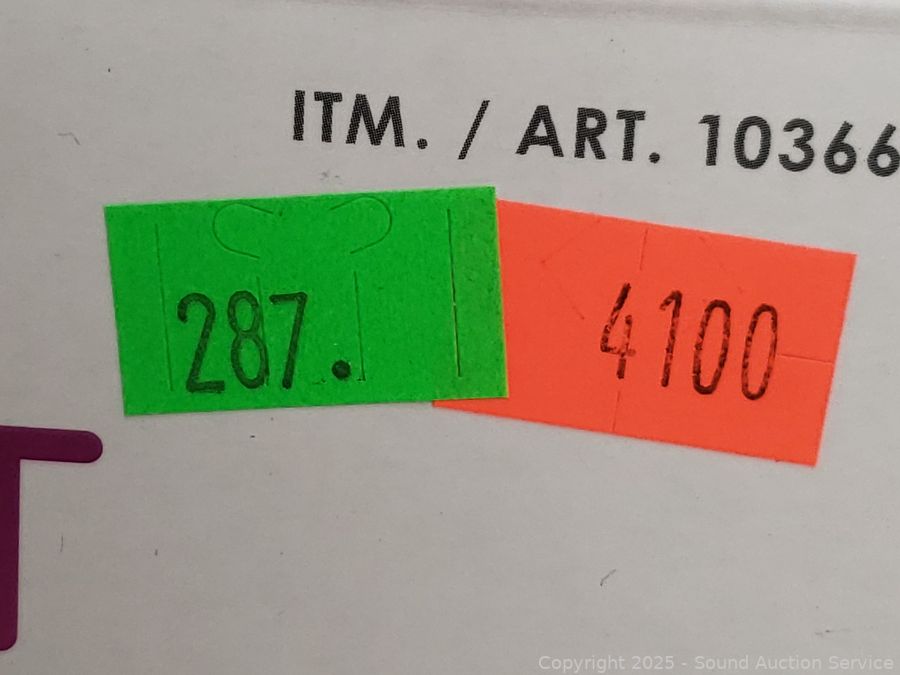 ITM. / ART. 10366
287.
4100
T
Copyright 2025 - Sound Auction Service